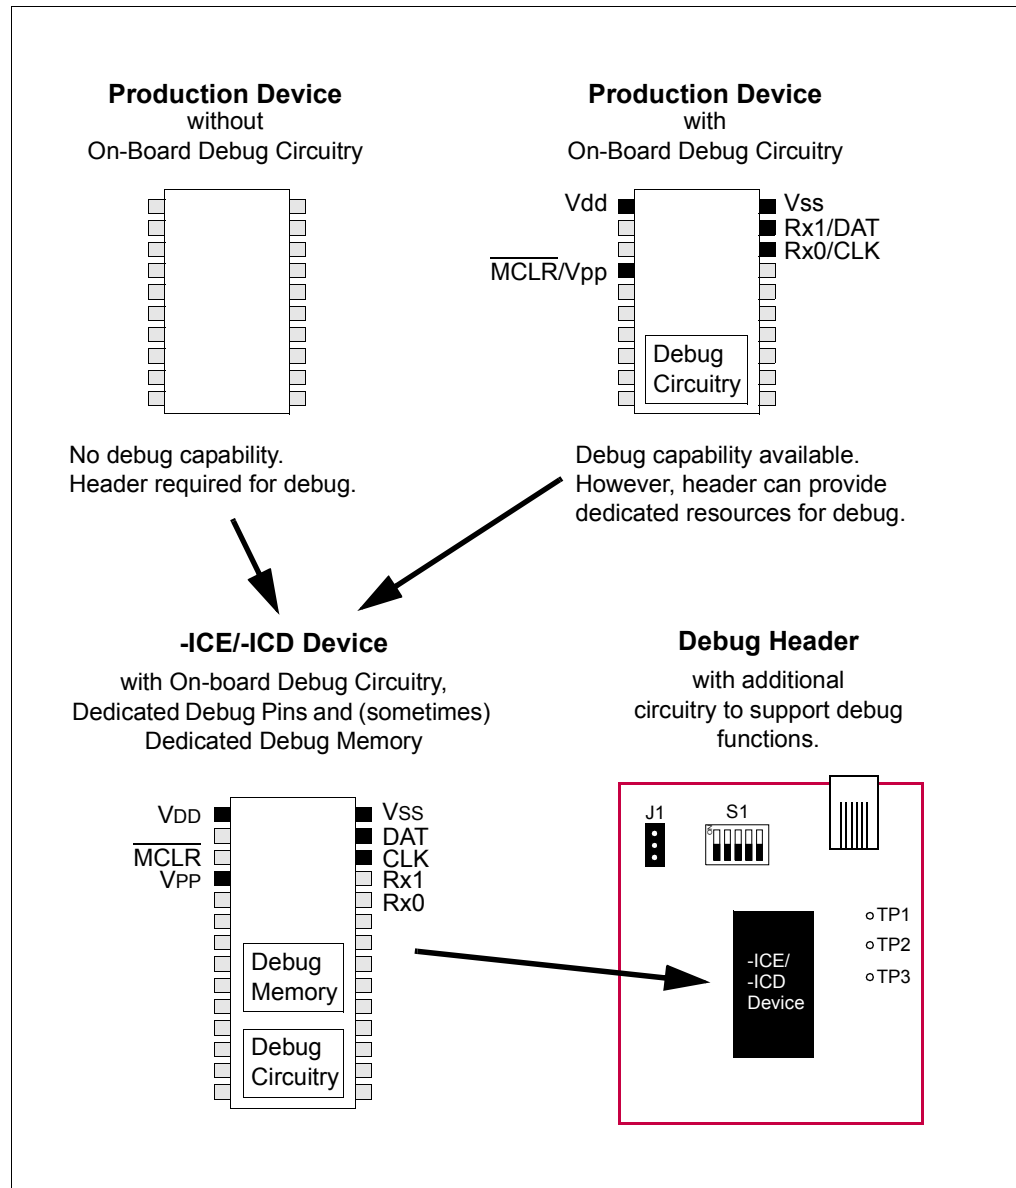 Production Device
without
On-Board Debug Circuitry
Production Device
with
On-Board Debug Circuitry
Vdd
MCLR/Vpp
Vss
Rx1/DAT
Rx0/CLK
Debug
Circuitry
No debug capability.
Header required for debug.
Debug capability available.
However, header can provide
dedicated resources for debug.
-ICE/-ICD Device
with On-board Debug Circuitry,
Dedicated Debug Pins and (sometimes)
Dedicated Debug Memory
VDD
MCLR
VPP
VSS
DAT
CLK
Rx1
Rx0
Debug
Memory
Debug
Circuitry
Debug Header
with additional
circuitry to support debug
functions.
J1
S1
ON
TP1
TP2
TP3
-ICE/
-ICD
Device